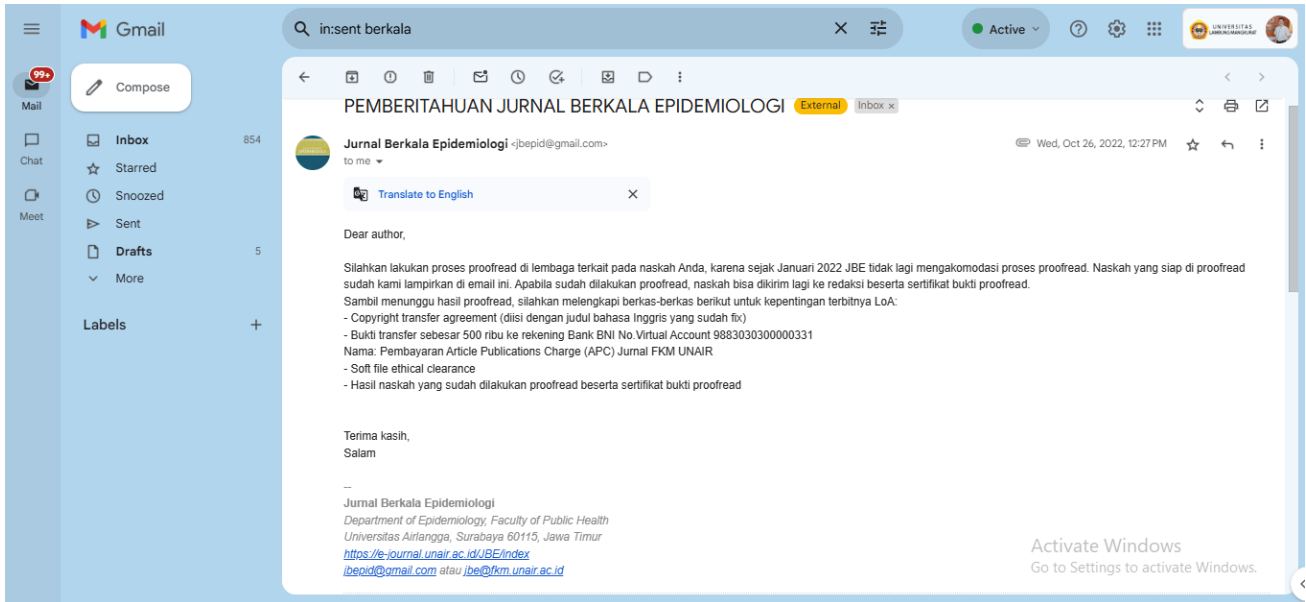 Gmail
in:sent berkala
Active
UNIVERSITAS
LAMBUNG MANGKURAT
99+
Mail
Chat
Meet
Compose
Inbox 854
Starred
Snoozed
Sent
Drafts 5
More
Labels +
PEMBERITAHUAN JURNAL BERKALA EPIDEMIOLOGI External Inbox x
Jurnal Berkala Epidemiologi <jbepid@gmail.com> Wed, Oct 26, 2022, 12:27 PM
to me
Translate to English
Dear author,
Silahkan lakukan proses proofread di lembaga terkait pada naskah Anda, karena sejak Januari 2022 JBE tidak lagi mengakomodasi proses proofread. Naskah yang siap di proofread
sudah kami lampirkan di email ini. Apabila sudah dilakukan proofread, naskah bisa dikirim lagi ke redaksi beserta sertifikat bukti proofread.
Sambil menunggu hasil proofread, silahkan melengkapi berkas-berkas berikut untuk kepentingan terbitnya LoA:
- Copyright transfer agreement (diisi dengan judul bahasa Inggris yang sudah fix)
- Bukti transfer sebesar 500 ribu ke rekening Bank BNI No.Virtual Account 9883030300000331
Nama: Pembayaran Article Publications Charge (APC) Jurnal FKM UNAIR
- Soft file ethical clearance
- Hasil naskah yang sudah dilakukan proofread beserta sertifikat bukti proofread
Terima kasih,
Salam
--
Jurnal Berkala Epidemiologi
Department of Epidemiology, Faculty of Public Health
Universitas Airlangga, Surabaya 60115, Jawa Timur
https://e-journal.unair.ac.id/JBE/index
jbepid@gmail.com atau jbe@fkm.unair.ac.id
Activate Windows
Go to Settings to activate Windows.